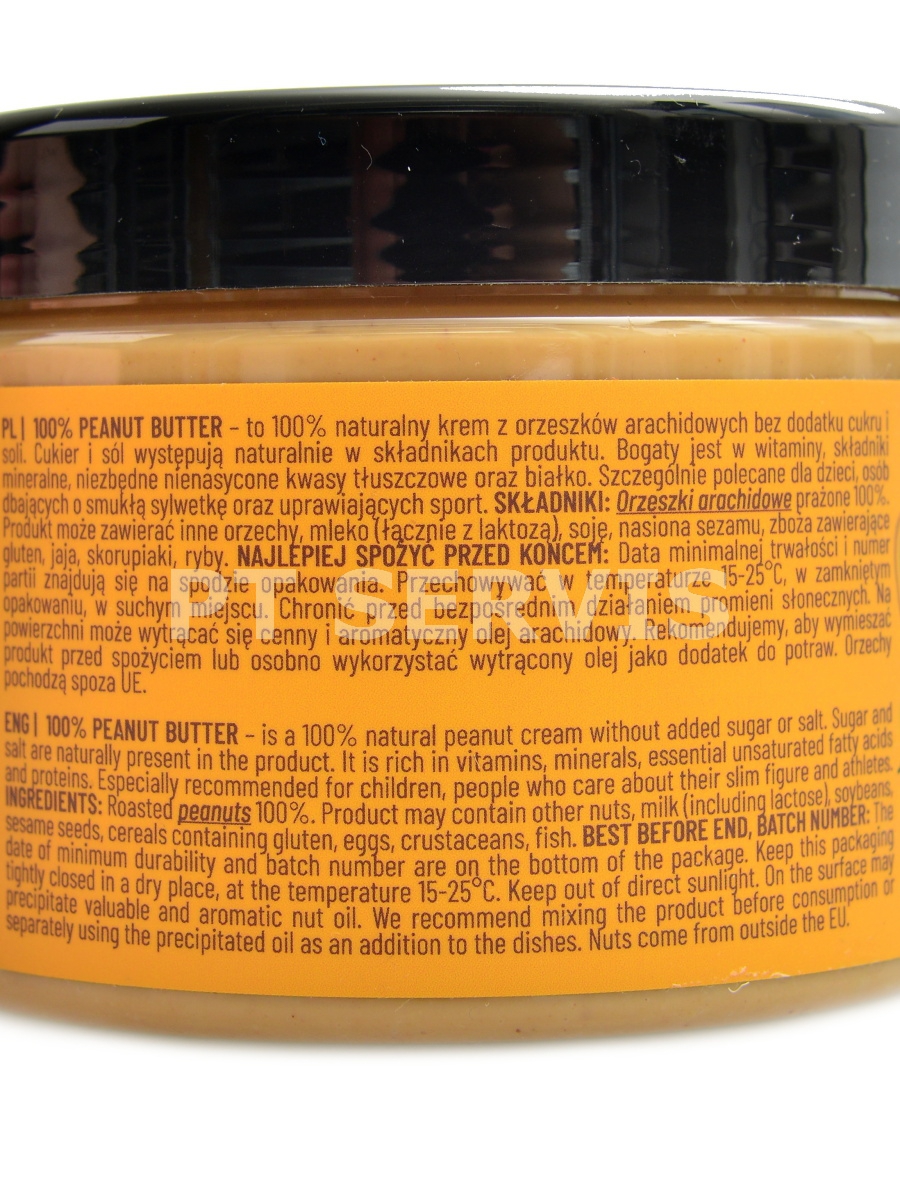 PL| 100% PEANUT BUTTER – to 100% naturalny krem z orzeszków arachidowych bez dodatku cukru i
soli. Cukier i sól występują naturalnie w składnikach produktu. Bogaty jest w witaminy, składniki
mineralne, niezbędne nienasycone kwasy tłuszczowe oraz białko. Szczególnie polecane dla dzieci, osób
dbających o smukłą sylwetkę oraz uprawiających sport. SKŁADNIKI: Orzeszki arachidowe prażone 100%.
Produkt może zawierać inne orzechy, mleko (łącznie z laktozą), soję, nasiona sezamu, zboża zawierające
gluten, jaja, skorupiaki, ryby. NAJLEPIEJ SPOŻYĆ PRZED KOŃCEM: Data minimalnej trwałości i numer
partii znajdują się na spodzie opakowania. Przechowywać w temperaturze 15-25°C, w zamkniętym
opakowaniu, w suchym miejscu. Chronić przed bezpośrednim działaniem promieni słonecznych. Na
powierzchni może wytrącać się cenny i aromatyczny olej arachidowy. Rekomendujemy, aby wymieszać
produkt przed spożyciem lub osobno wykorzystać wytrącony olej jako dodatek do potraw. Orzechy
pochodzą spoza UE.
PT SERVIS
ENG| 100% PEANUT BUTTER – is a 100% natural peanut cream without added sugar or salt. Sugar and
salt are naturally present in the product. It is rich in vitamins, minerals, essential unsaturated fatty acids
and proteins. Especially recommended for children, people who care about their slim figure and athletes.
INGREDIENTS: Roasted peanuts 100%. Product may contain other nuts, milk (including lactose), soybeans,
sesame seeds, cereals containing gluten, eggs, crustaceans, fish. BEST BEFORE END, BATCH NUMBER: The
date of minimum durability and batch number are on the bottom of the package. Keep this packaging
tightly closed in a dry place, at the temperature 15-25°C. Keep out of direct sunlight. On the surface may
precipitate valuable and aromatic nut oil. We recommend mixing the product before consumption or
separately using the precipitated oil as an addition to the dishes. Nuts come from outside the EU.